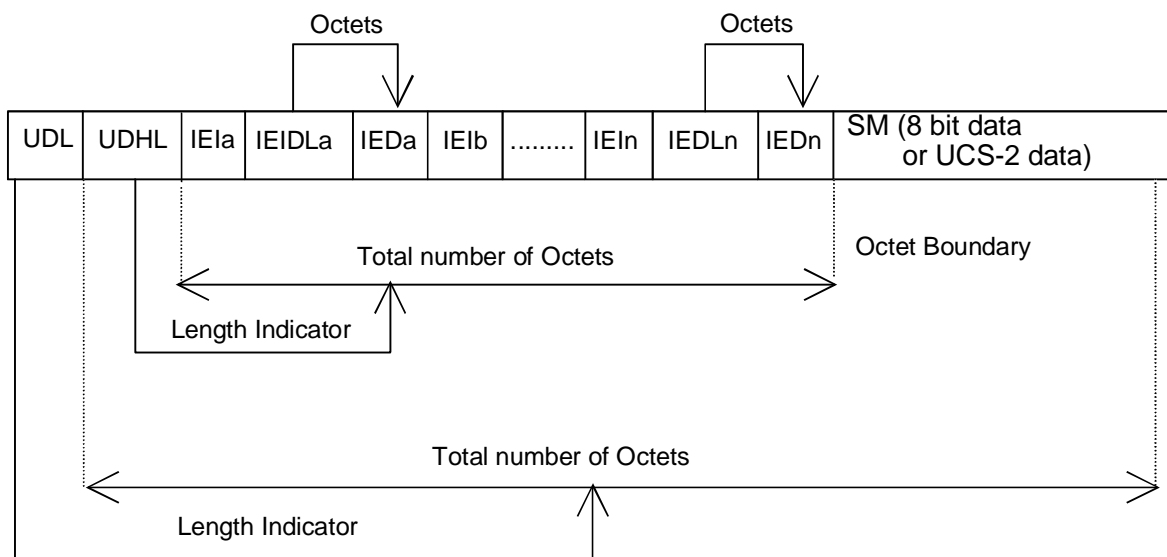 Octets Octets
UDL UDHL IEIa IEIDLa IEDa IEIb ......... IEIn IEDLn IEDn SM (8 bit data
or UCS-2 data)
Total number of Octets Octet Boundary
Length Indicator
Total number of Octets
Length Indicator